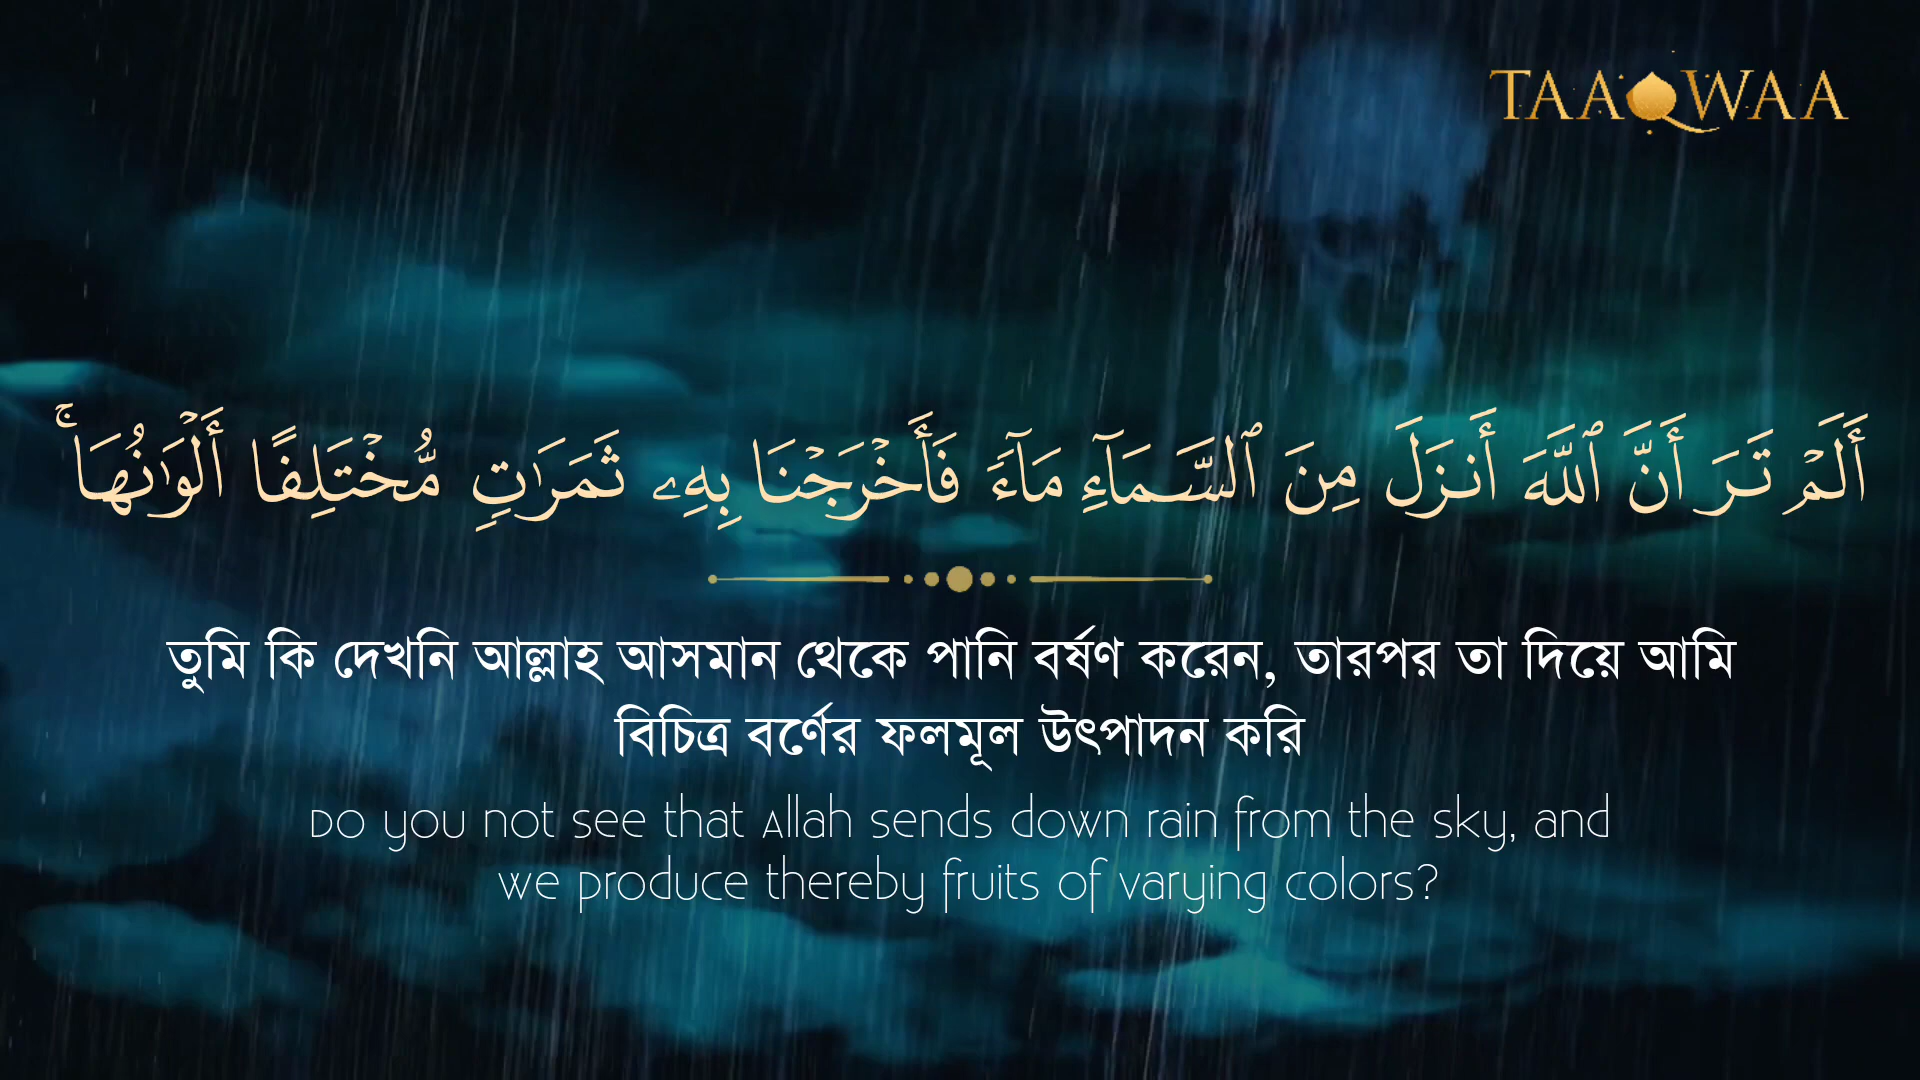 TAAQWAA
أَلَمْ تَرَ أَنَّ ٱللَّهَ أَنزَلَ مِنَ ٱلسَّمَآءِ مَآءً فَأَخْرَجْنَا بِهِۦ ثَمَرَٰتٍ مُّخْتَلِفًا أَلْوَٰنُهَا ۚ
তুমি কি দেখনি আল্লাহ আসমান থেকে পানি বর্ষণ করেন, তারপর তা দিয়ে আমি
বিচিত্র বর্ণের ফলমূল উৎপাদন করি
Do you not see that Allah sends down rain from the sky, and
we produce thereby fruits of varying colors?